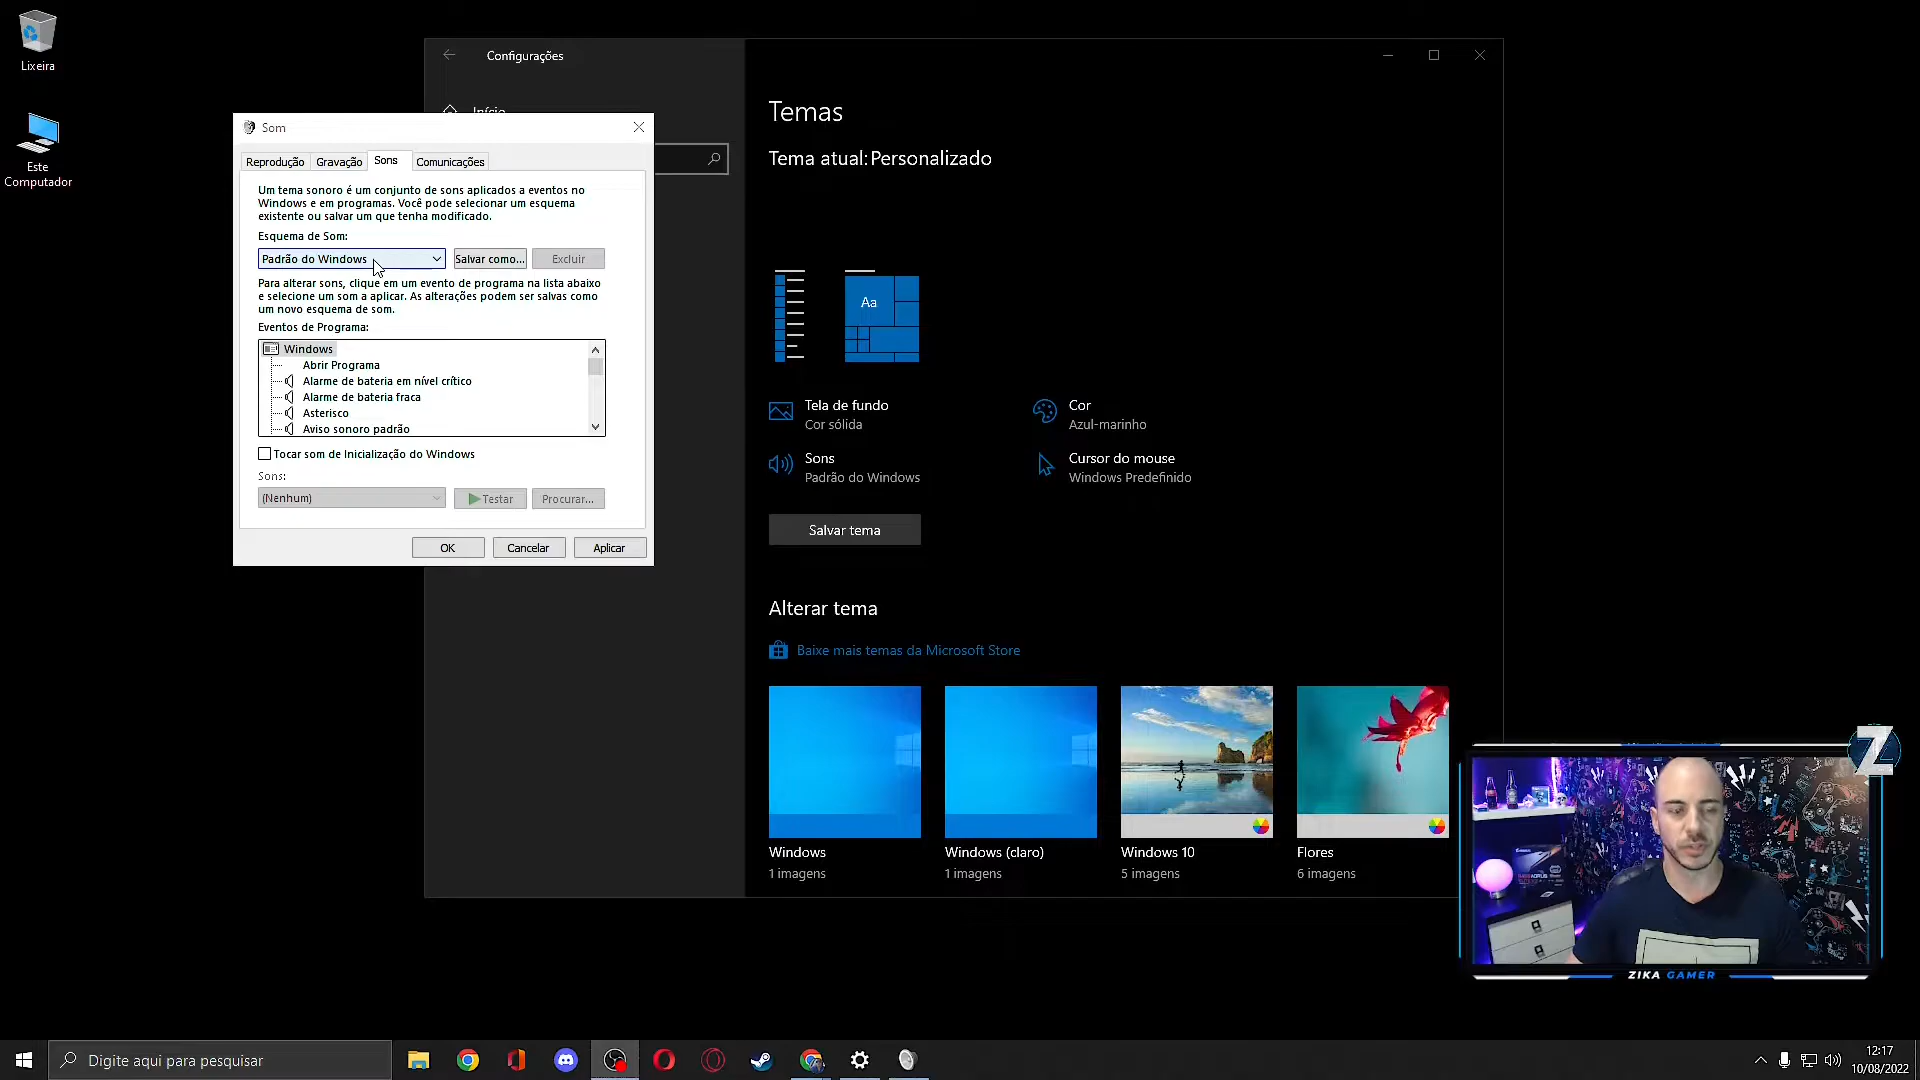 Lixeira
Este
Computador
Configurações
Início
Som
Reprodução
Gravação
Sons
Comunicações
Um tema sonoro é um conjunto de sons aplicados a eventos no
Windows e em programas. Você pode selecionar um esquema
existente ou salvar um que tenha modificado.
Esquema de Som:
Padrão do Windows
Salvar como...
Excluir
Para alterar sons, clique em um evento de programa na lista abaixo
e selecione um som a aplicar. As alterações podem ser salvas como
um novo esquema de som.
Eventos de Programa:
Windows
Abrir Programa
Alarme de bateria em nível crítico
Alarme de bateria fraca
Asterisco
Aviso sonoro padrão
Tocar som de Inicialização do Windows
Sons:
(Nenhum)
Testar
Procurar...
OK
Cancelar
Aplicar
Temas
Tema atual: Personalizado
Aa
Tela de fundo
Cor sólida
Cor
Azul-marinho
Sons
Padrão do Windows
Cursor do mouse
Windows Predefinido
Salvar tema
Alterar tema
Baixe mais temas da Microsoft Store
Windows
1 imagens
Windows (claro)
1 imagens
Windows 10
5 imagens
Flores
6 imagens
Z
ZIKA GAMER
Digite aqui para pesquisar
12:17
10/08/2022